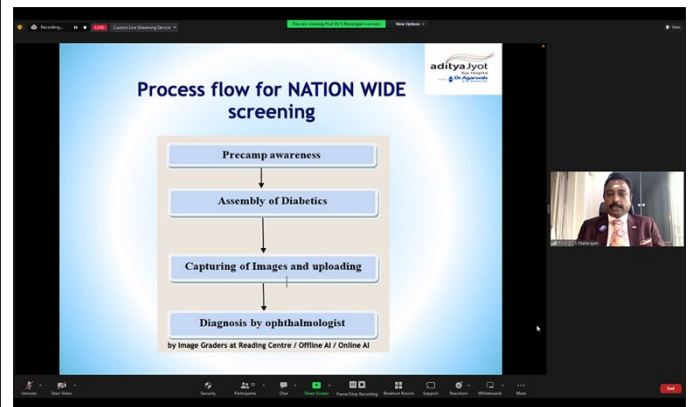 Recording...
LIVE
Custom Live Streaming Service
You are viewing Prof Dr S Natarajan's screen
View Options
View
aditya Jyot
Eye Hospital
Dr Agarwals
Process flow for NATION WIDE
screening
Precamp awareness
Assembly of Diabetics
Capturing of Images and uploading
Diagnosis by ophthalmologist
by Image Graders at Reading Centre / Offline AI / Online AI
Prof Dr S Natarajan
Unmute
Start Video
Security
Participants
10
Chat
Share Screen
Pause/Stop Recording
Breakout Rooms
Support
Reactions
Whiteboards
More
End